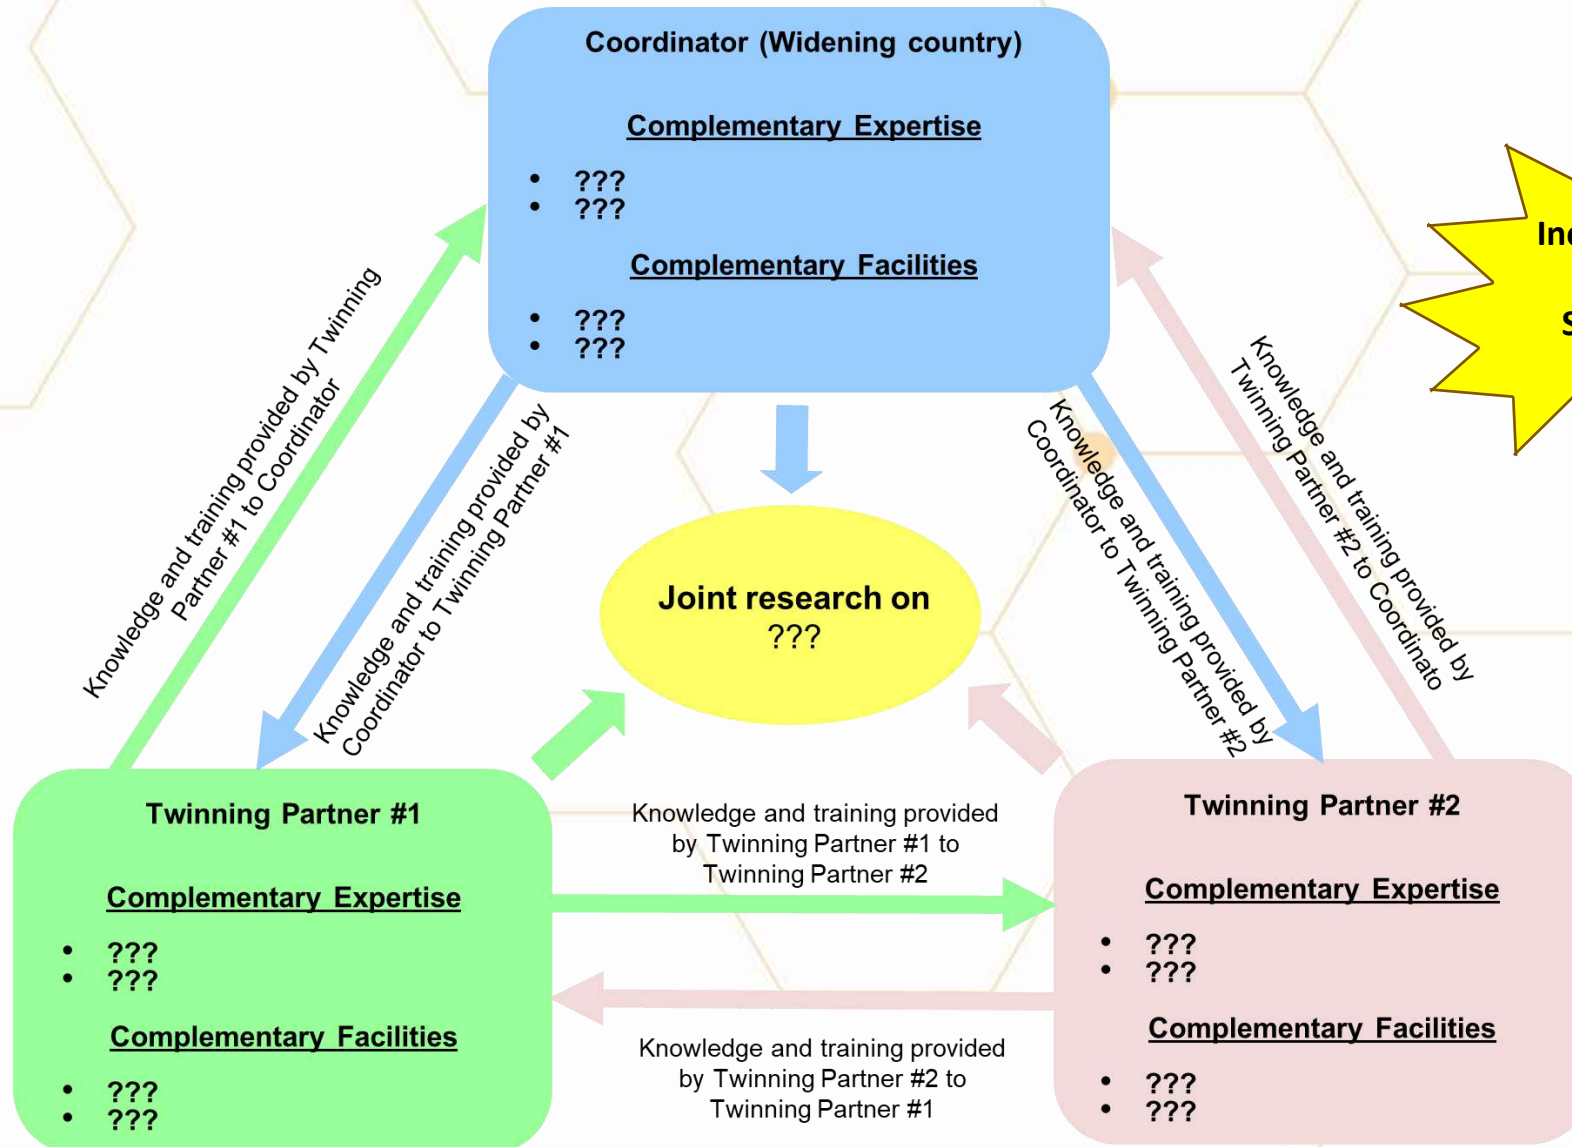 Coordinator (Widening country)
Complementary Expertise
• ???
• ???
Complementary Facilities
• ???
• ???
Knowledge and training provided by Twinning
Partner #1 to Coordinator
Knowledge and training provided by
Coordinator to Twinning Partner #1
Knowledge and training provided by
Coordinator to Twinning Partner #2
Knowledge and training provided by
Twinning Partner #2 to Coordinato
Joint research on
???
Twinning Partner #1
Complementary Expertise
• ???
• ???
Complementary Facilities
• ???
• ???
Knowledge and training provided
by Twinning Partner #1 to
Twinning Partner #2
Knowledge and training provided
by Twinning Partner #2 to
Twinning Partner #1
Twinning Partner #2
Complementary Expertise
• ???
• ???
Complementary Facilities
• ???
• ???